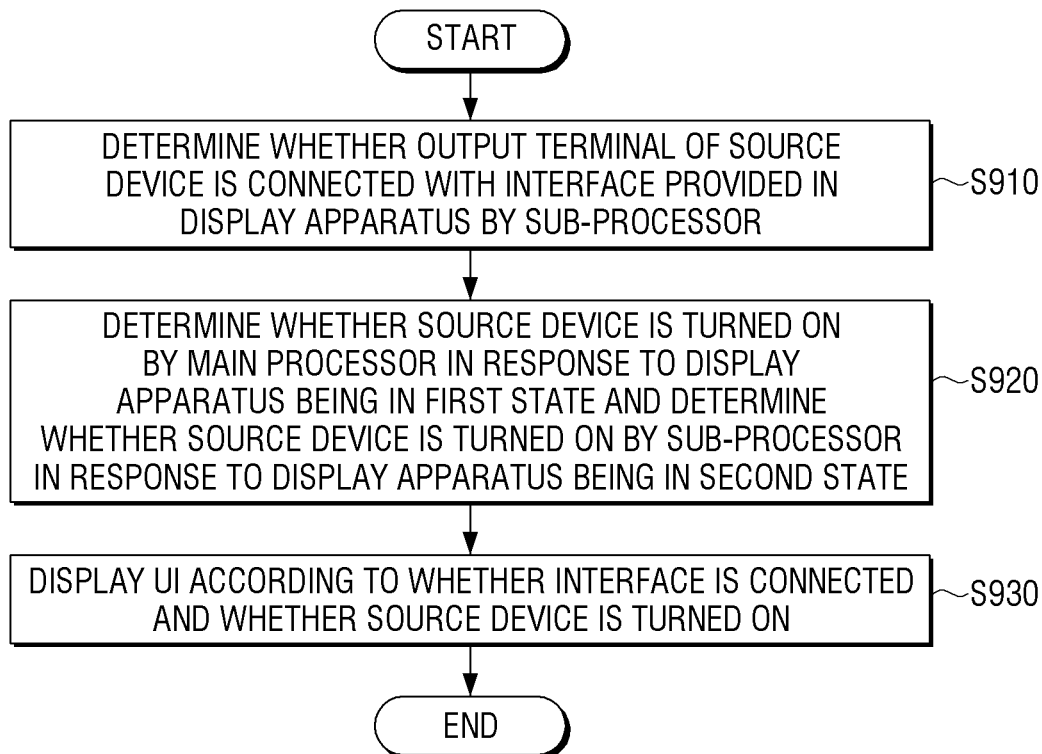 START
DETERMINE WHETHER OUTPUT TERMINAL OF SOURCE
DEVICE IS CONNECTED WITH INTERFACE PROVIDED IN
DISPLAY APPARATUS BY SUB-PROCESSOR
S910
DETERMINE WHETHER SOURCE DEVICE IS TURNED ON
BY MAIN PROCESSOR IN RESPONSE TO DISPLAY
APPARATUS BEING IN FIRST STATE AND DETERMINE
WHETHER SOURCE DEVICE IS TURNED ON BY SUB-PROCESSOR
IN RESPONSE TO DISPLAY APPARATUS BEING IN SECOND STATE
S920
DISPLAY UI ACCORDING TO WHETHER INTERFACE IS CONNECTED
AND WHETHER SOURCE DEVICE IS TURNED ON
S930
END